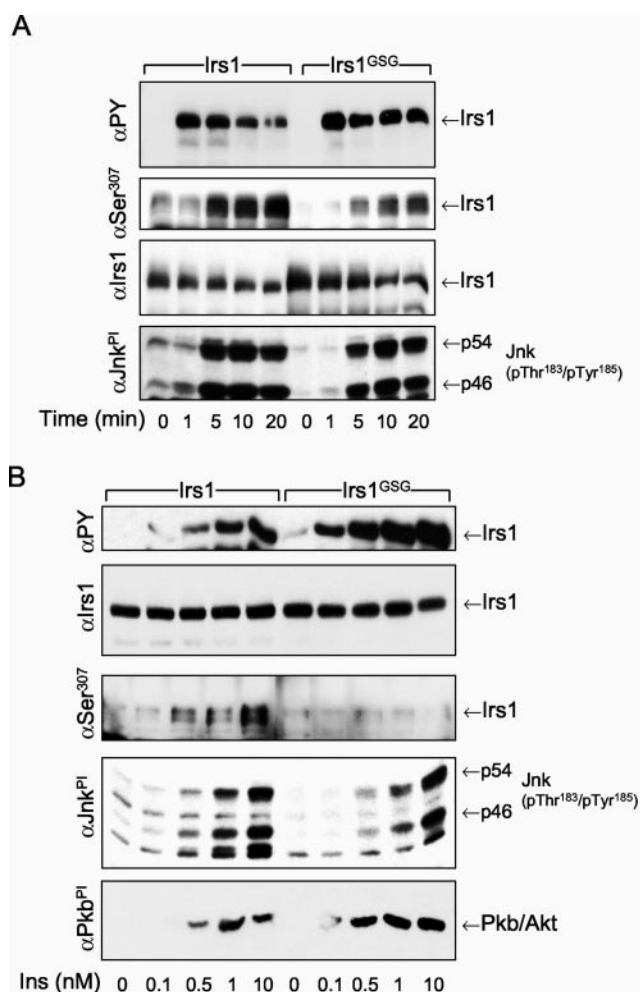 A
Irs1 Irs1GSG
αPY ←Irs1
αSer307 ←Irs1
αIrs1 ←Irs1
αJnkPI ←p54 Jnk
(pThr183/pTyr185)
←p46
Time (min) 0 1 5 10 20 0 1 5 10 20
B
Irs1 Irs1GSG
αPY ←Irs1
αIrs1 ←Irs1
αSer307 ←Irs1
αJnkPI ←p54 Jnk
(pThr183/pTyr185)
←p46
αPkbPI ←Pkb/Akt
Ins (nM) 0 0.1 0.5 1 10 0 0.1 0.5 1 10